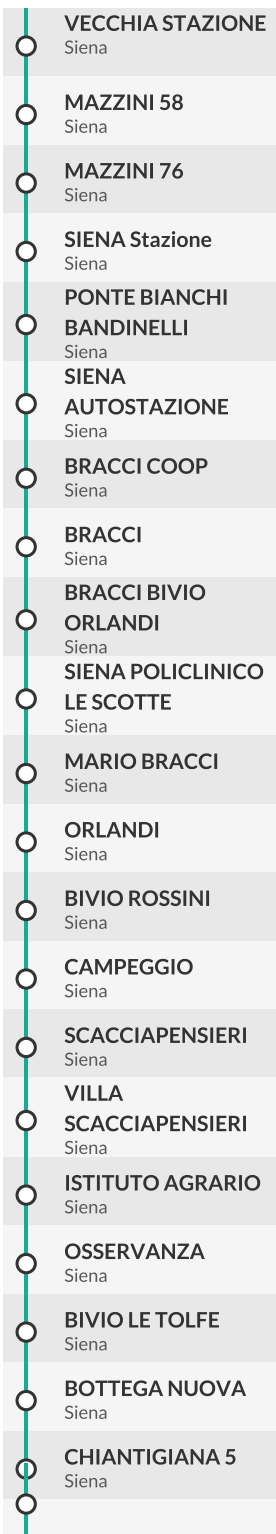 VECCHIA STAZIONE
Siena
MAZZINI 58
Siena
MAZZINI 76
Siena
SIENA Stazione
Siena
PONTE BIANCHI
BANDINELLI
Siena
SIENA
AUTOSTAZIONE
Siena
BRACCI COOP
Siena
BRACCI
Siena
BRACCI BIVIO
ORLANDI
Siena
SIENA POLICLINICO
LE SCOTTE
Siena
MARIO BRACCI
Siena
ORLANDI
Siena
BIVIO ROSSINI
Siena
CAMPEGGIO
Siena
SCACCIAPENSIERI
Siena
VILLA
SCACCIAPENSIERI
Siena
ISTITUTO AGRARIO
Siena
OSSERVANZA
Siena
BIVIO LE TOLFE
Siena
BOTTEGA NUOVA
Siena
CHIANTIGIANA 5
Siena